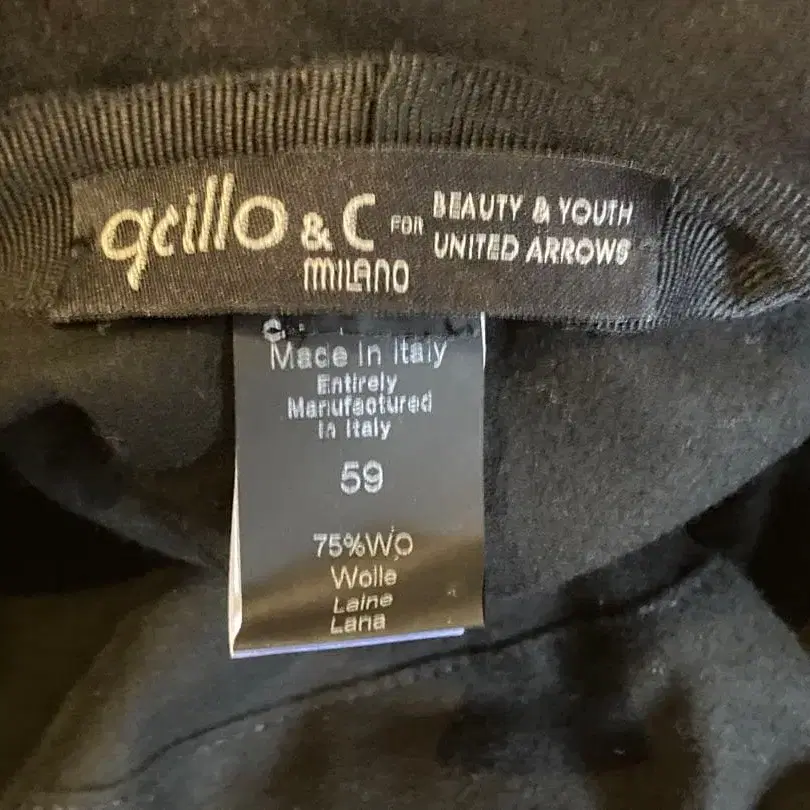 grillo & C MILANO FOR BEAUTY & YOUTH
UNITED ARROWS
Made In Italy
Entirely
Manufactured
in Italy
59
75%WO
Wolle
Laine
Lana